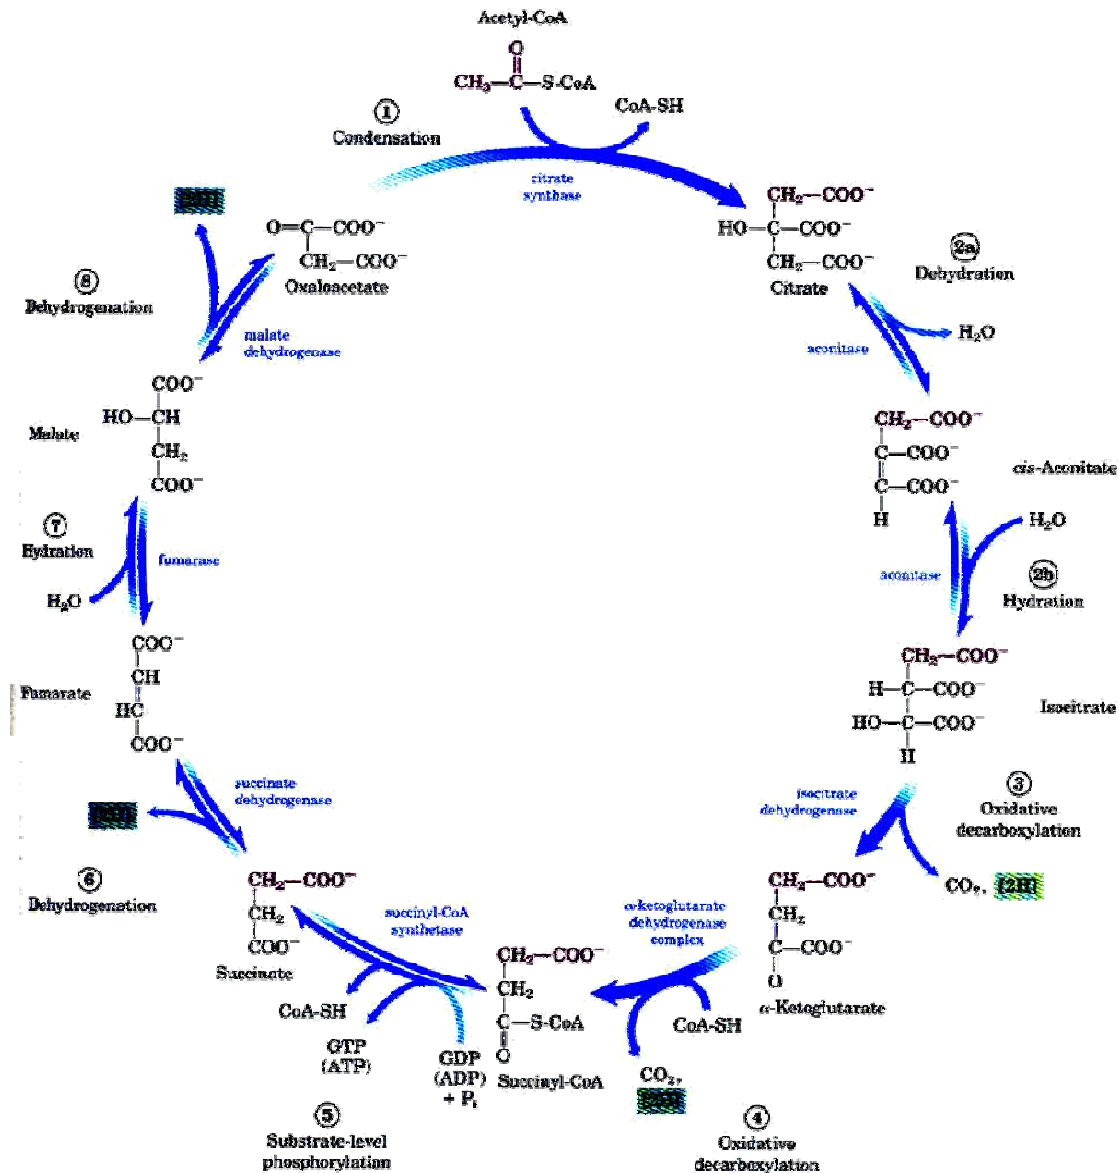 Acetyl-CoA
O
CH3—C—S-CoA
CoA-SH
①
Condensation
citrate
synthase
CH2—COO−
HO—C—COO−
CH2—COO−
Citrate
2a
Dehydration
H2O
aconitase
CH2—COO−
C—COO−
C—COO−
H
cis-Aconitate
H2O
aconitase
2b
Hydration
CH2—COO−
H—C—COO−
HO—C—COO−
H
Isocitrate
isocitrate
dehydrogenase
③
Oxidative
decarboxylation
CO2, [2H]
CH2—COO−
CH2
C—COO−
O
α-Ketoglutarate
α-ketoglutarate
dehydrogenase
complex
CoA-SH
CO2,
④
Oxidative
decarboxylation
CH2—COO−
CH2
C—S-CoA
O
Succinyl-CoA
succinyl-CoA
synthetase
GDP
(ADP)
+ Pi
GTP
(ATP)
CoA-SH
⑤
Substrate-level
phosphorylation
CH2—COO−
CH2
COO−
Succinate
⑥
Dehydrogenation
succinate
dehydrogenase
COO−
CH
HC
COO−
Fumarate
H2O
⑦
Hydration
fumarase
COO−
HO—CH
CH2
COO−
Malate
malate
dehydrogenase
⑧
Dehydrogenation
O=C—COO−
CH2—COO−
Oxaloacetate